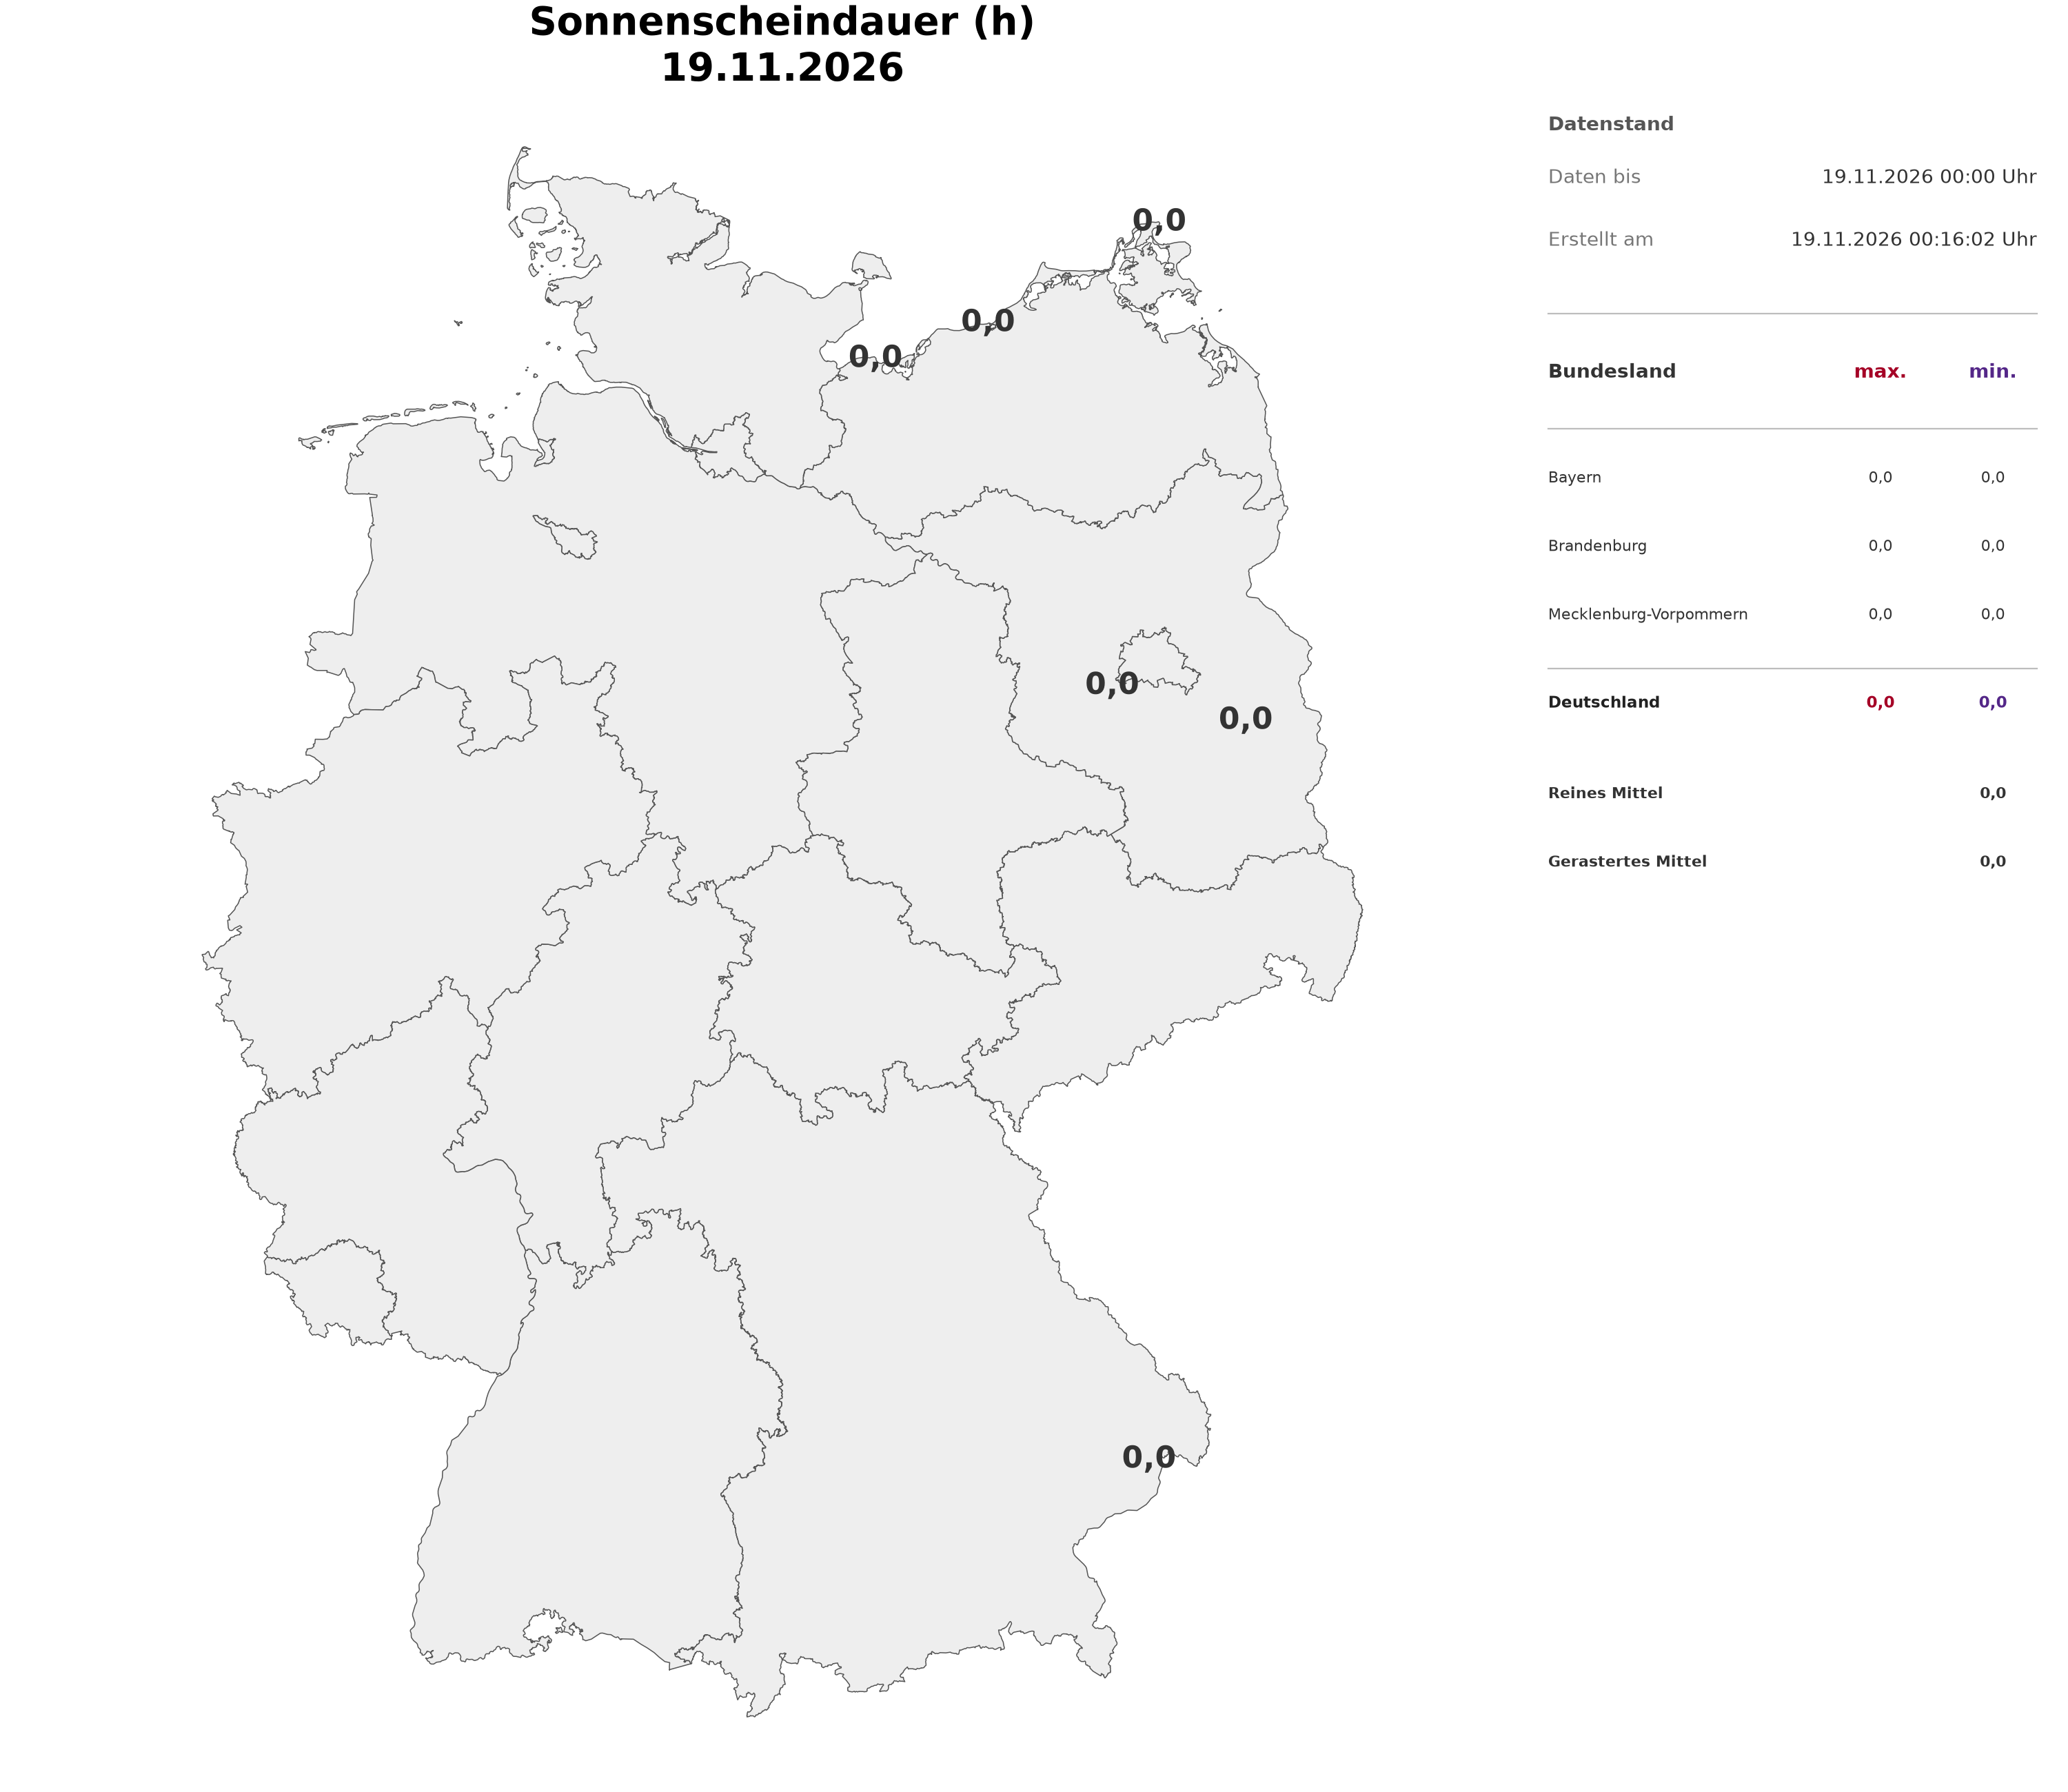 Sonnenscheindauer (h)
19.11.2026
Datenstand
Daten bis 19.11.2026 00:00 Uhr
Erstellt am 19.11.2026 00:16:02 Uhr
Bundesland max. min.
Bayern 0,0 0,0
Brandenburg 0,0 0,0
Mecklenburg-Vorpommern 0,0 0,0
Deutschland 0,0 0,0
Reines Mittel 0,0
Gerastertes Mittel 0,0
0,0
0,0
0,0
0,0
0,0
0,0